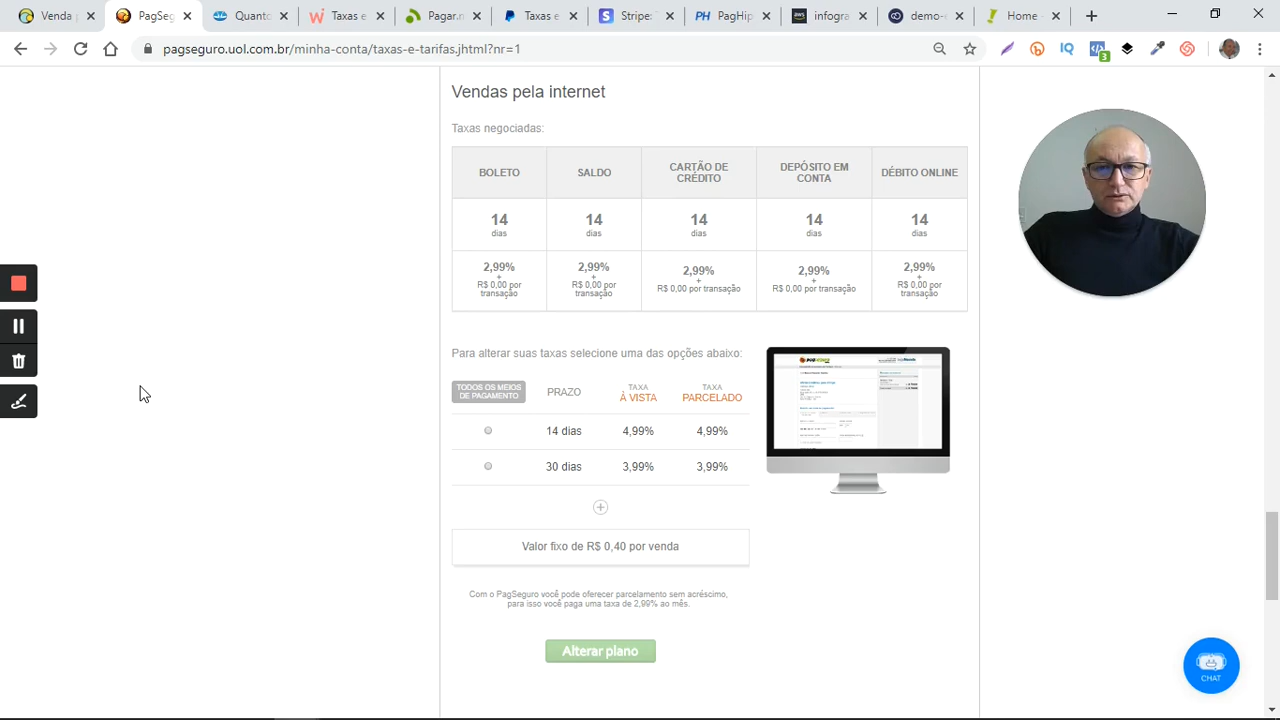 Venda p
PagSeg
Quanto
Taxas e
Pagar.m
Taxas e
Stripe:
PagHip
infogra
demo-e
Home -
pagseguro.uol.com.br/minha-conta/taxas-e-tarifas.jhtml?nr=1
IQ
3
Vendas pela internet
Taxas negociadas:
BOLETO SALDO CARTÃO DE CRÉDITO DEPÓSITO EM CONTA DÉBITO ONLINE
14 14 14 14 14
dias dias dias dias dias
2,99% 2,99% 2,99% 2,99% 2,99%
+ + + + +
R$ 0,00 por transação R$ 0,00 por transação R$ 0,00 por transação R$ 0,00 por transação R$ 0,00 por transação
Para alterar suas taxas selecione uma das opções abaixo:
TODOS OS MEIOS DE PAGAMENTO PRAZO TAXA À VISTA TAXA PARCELADO
14 dias 4,99% 4,99%
30 dias 3,99% 3,99%
+
Valor fixo de R$ 0,40 por venda
Com o PagSeguro você pode oferecer parcelamento sem acréscimo,
para isso você paga uma taxa de 2,99% ao mês.
Alterar plano
CHAT